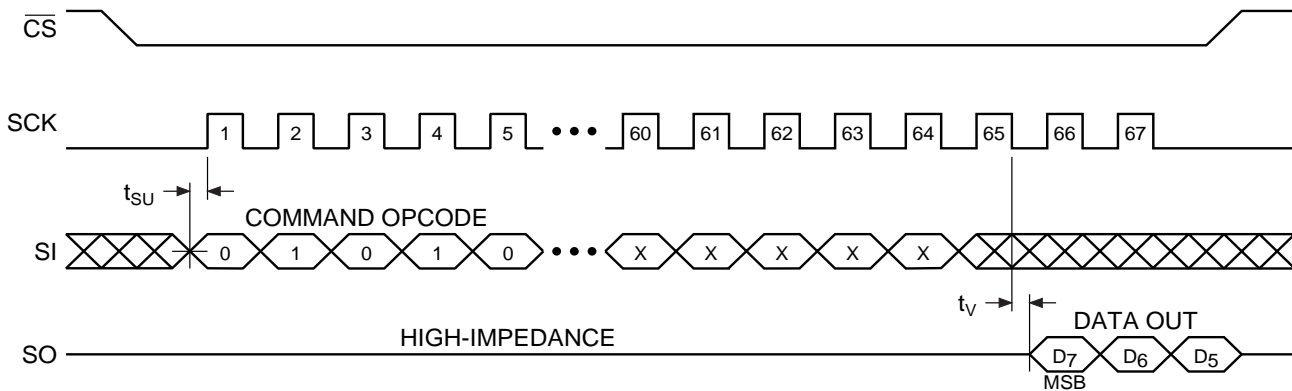 CS
SCK 1 2 3 4 5 ••• 60 61 62 63 64 65 66 67
tSU
COMMAND OPCODE
SI 0 1 0 1 0 ••• X X X X X
tV
HIGH-IMPEDANCE DATA OUT
SO D7 D6 D5
MSB